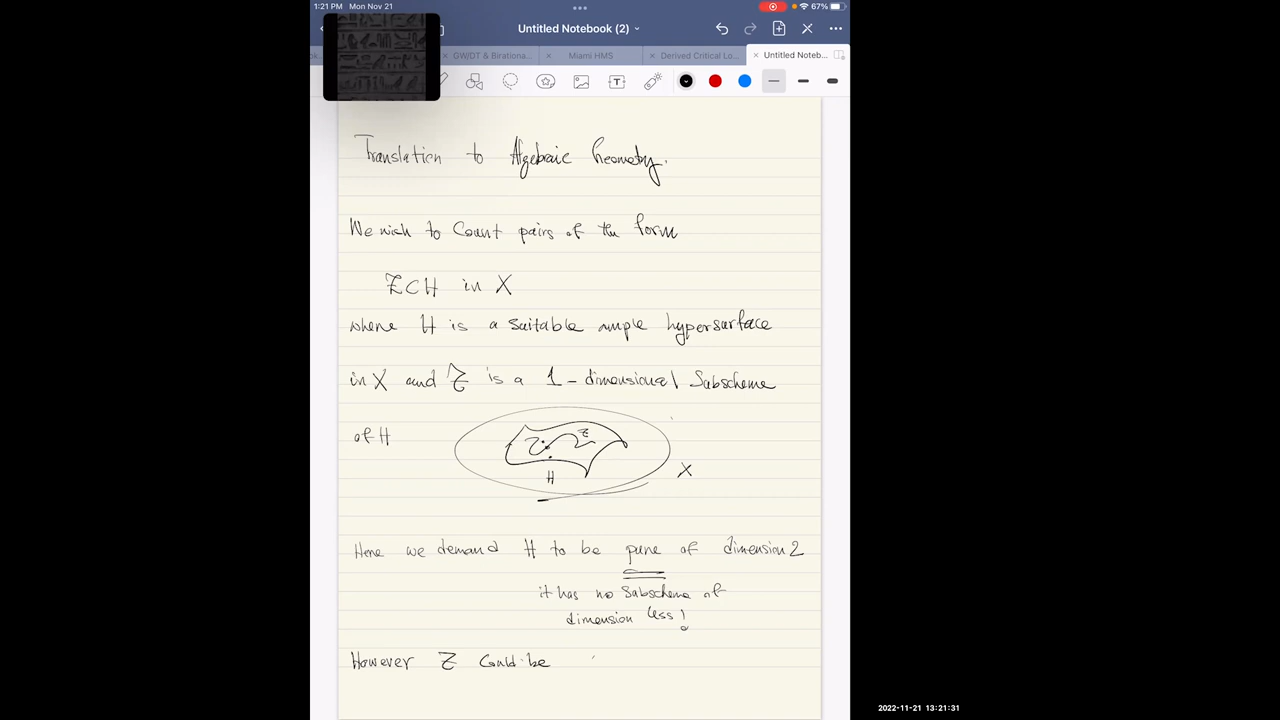 1:21 PM Mon Nov 21
67%
Untitled Notebook (2)
GW/DT & Birationa...
Miami HMS
Derived Critical Lo...
Untitled Noteb...
T
Translation to Algebraic Geometry.
We wish to Count pairs of the form
Z⊂H in X
where H is a suitable ample hypersurface
in X and Z is a 1-dimensional Subscheme
of H
Z
H
X
Here we demand H to be pure of dimension 2
it has no Subscheme of
dimension less!
However Z Could be
2022-11-21 13:21:31